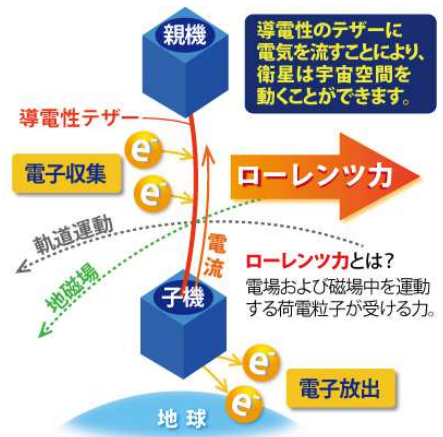 親機
導電性のテザーに
電気を流すことにより、
衛星は宇宙空間を
動くことができます。
導電性テザー
e-
電子収集
e-
ローレンツ力
軌道運動
電流
地磁場
ローレンツ力とは?
電場および磁場中を運動
する荷電粒子が受ける力。
子機
e-
e-
電子放出
地球